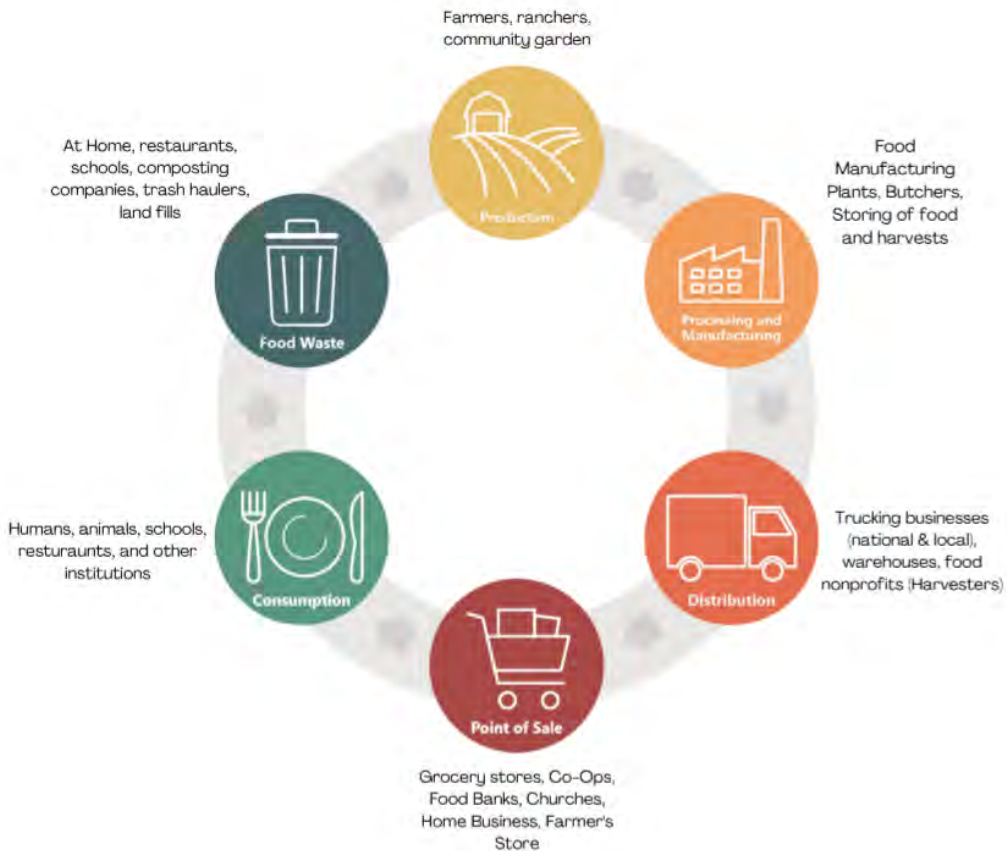 Farmers, ranchers,
community garden
Production
Food
Manufacturing
Plants, Butchers,
Storing of food
and harvests
Processing and
Manufacturing
Trucking businesses
(national & local),
warehouses, food
nonprofits (Harvesters)
Distribution
Point of Sale
Grocery stores, Co-Ops,
Food Banks, Churches,
Home Business, Farmer's
Store
Humans, animals, schools,
resturaunts, and other
institutions
Consumption
At Home, restaurants,
schools, composting
companies, trash haulers,
land fills
Food Waste